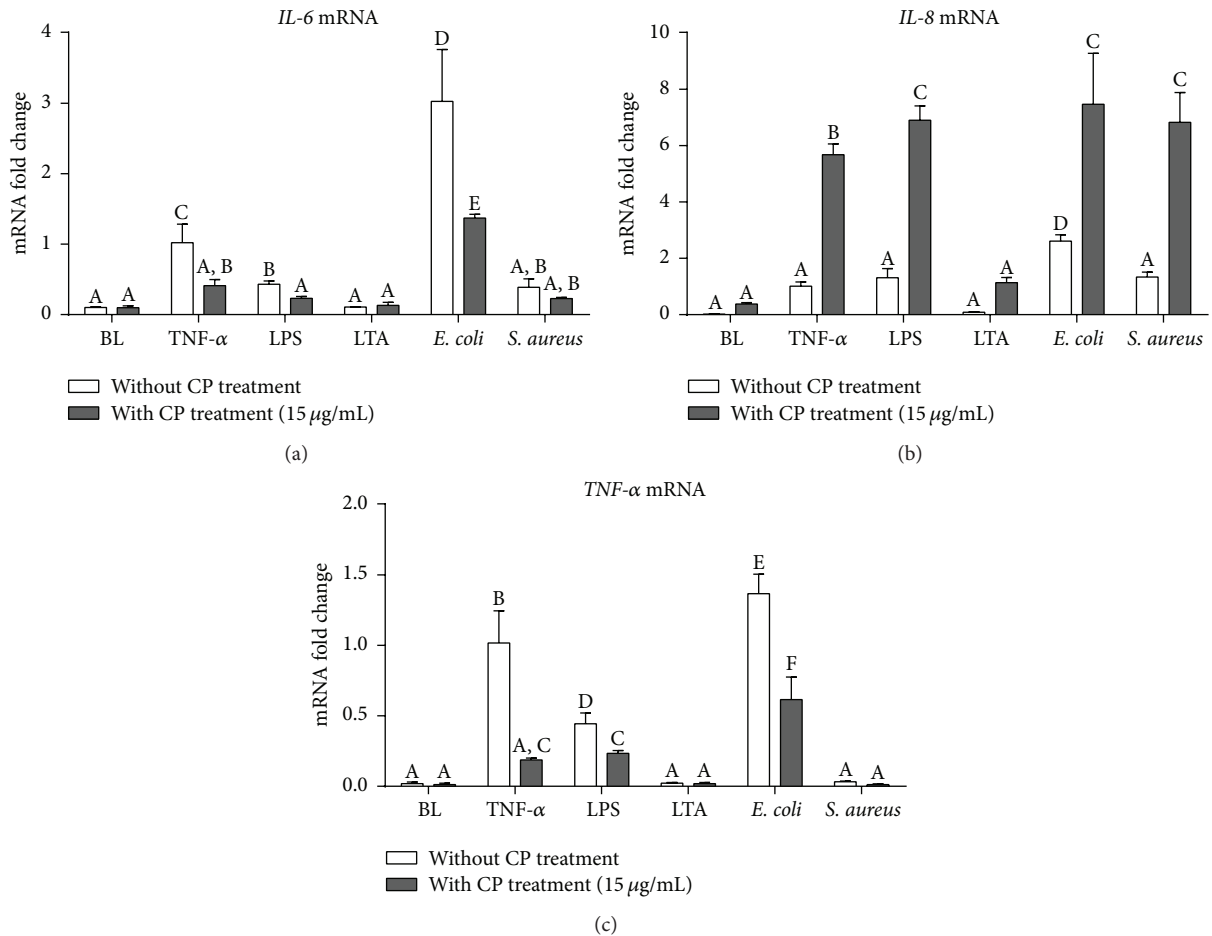 IL-6 mRNA
mRNA fold change
4
3
2
1
0
A A C A, B B A A A D E A, B A, B
BL TNF-α LPS LTA E. coli S. aureus
Without CP treatment
With CP treatment (15 μg/mL)
(a)
IL-8 mRNA
mRNA fold change
10
8
6
4
2
0
A A A B A C A A D C A C
BL TNF-α LPS LTA E. coli S. aureus
Without CP treatment
With CP treatment (15 μg/mL)
(b)
TNF-α mRNA
mRNA fold change
2.0
1.5
1.0
0.5
0.0
A A B A, C D C A A E F A A
BL TNF-α LPS LTA E. coli S. aureus
Without CP treatment
With CP treatment (15 μg/mL)
(c)